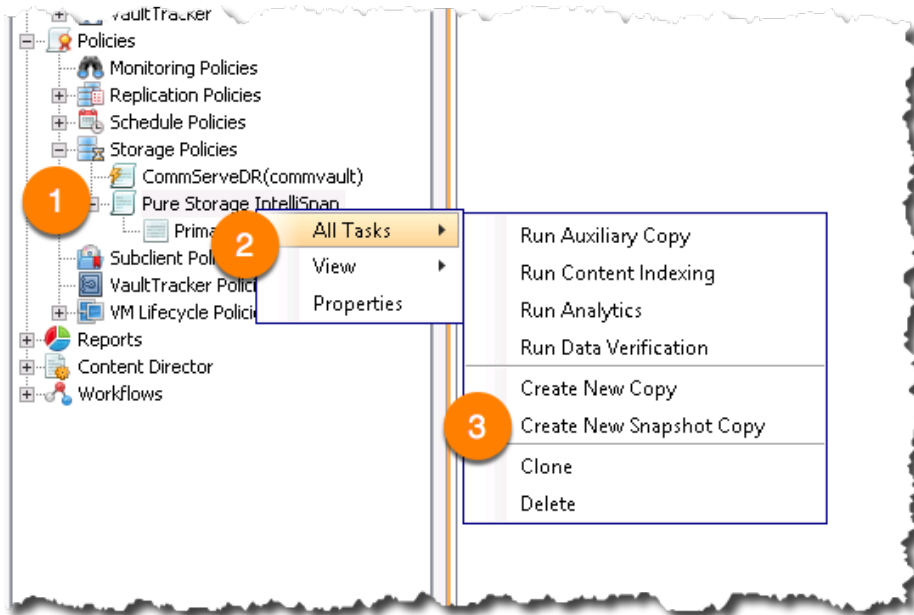 VaultTracker
Policies
Monitoring Policies
Replication Policies
Schedule Policies
Storage Policies
CommServeDR(commvault)
1
Pure Storage IntelliSnap
2
All Tasks
View
Properties
Run Auxiliary Copy
Run Content Indexing
Run Analytics
Run Data Verification
Create New Copy
3
Create New Snapshot Copy
Clone
Delete
Prima
Subclient Pol
VaultTracker Polici
VM Lifecycle Policie
Reports
Content Director
Workflows